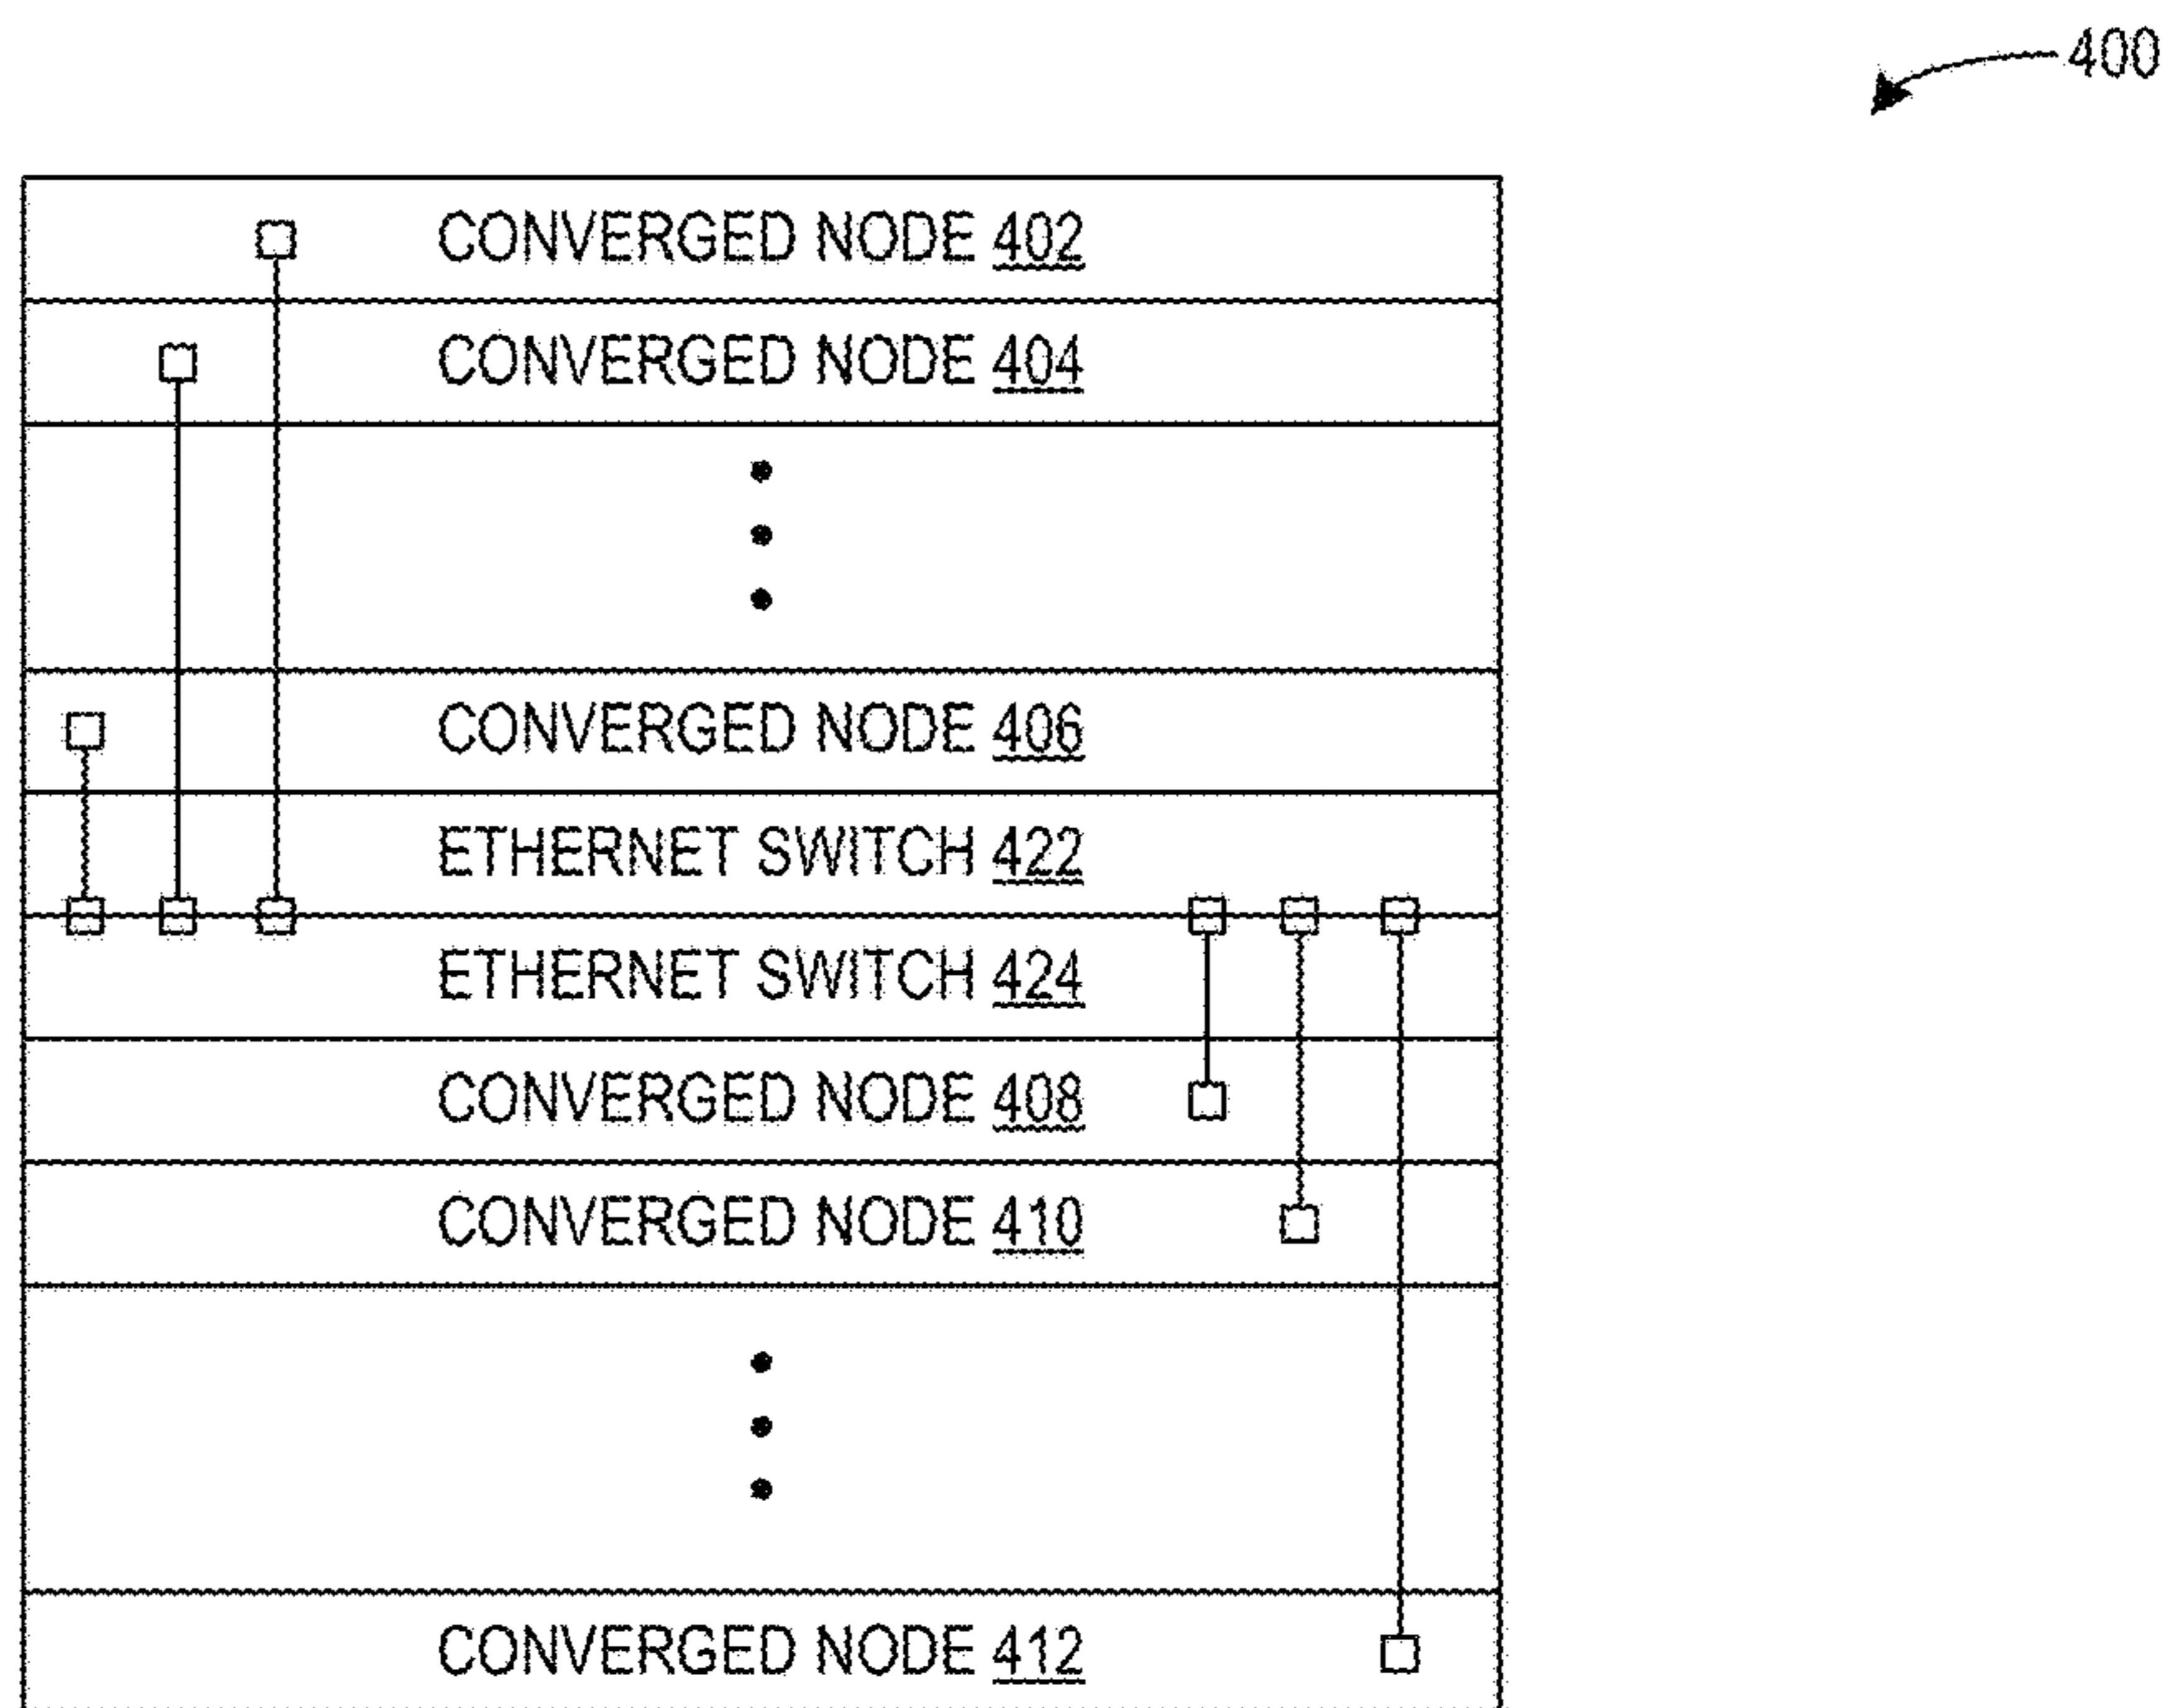 400
CONVERGED NODE 402
CONVERGED NODE 404
CONVERGED NODE 406
ETHERNET SWITCH 422
ETHERNET SWITCH 424
CONVERGED NODE 408
CONVERGED NODE 410
CONVERGED NODE 412